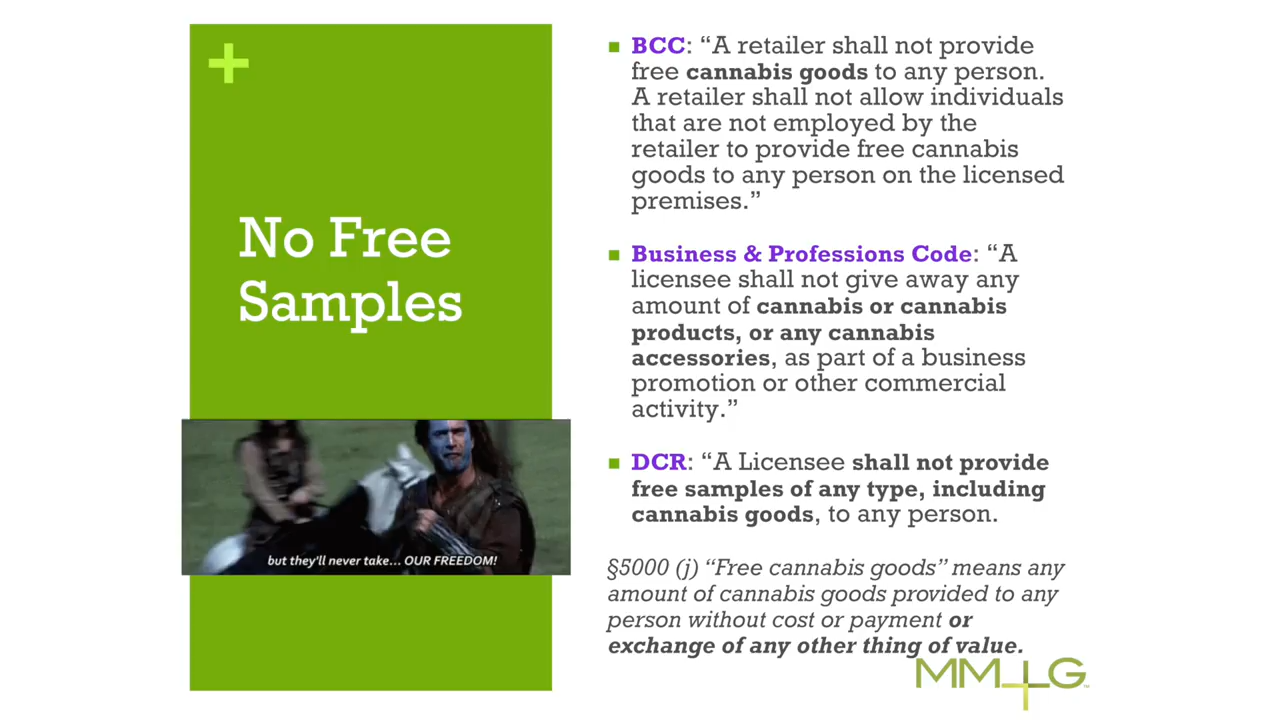 +
No Free
Samples
but they'll never take... OUR FREEDOM!
BCC: “A retailer shall not provide
free cannabis goods to any person.
A retailer shall not allow individuals
that are not employed by the
retailer to provide free cannabis
goods to any person on the licensed
premises.”
Business & Professions Code: “A
licensee shall not give away any
amount of cannabis or cannabis
products, or any cannabis
accessories, as part of a business
promotion or other commercial
activity.”
DCR: “A Licensee shall not provide
free samples of any type, including
cannabis goods, to any person.
§5000 (j) “Free cannabis goods” means any
amount of cannabis goods provided to any
person without cost or payment or
exchange of any other thing of value.
MMLG